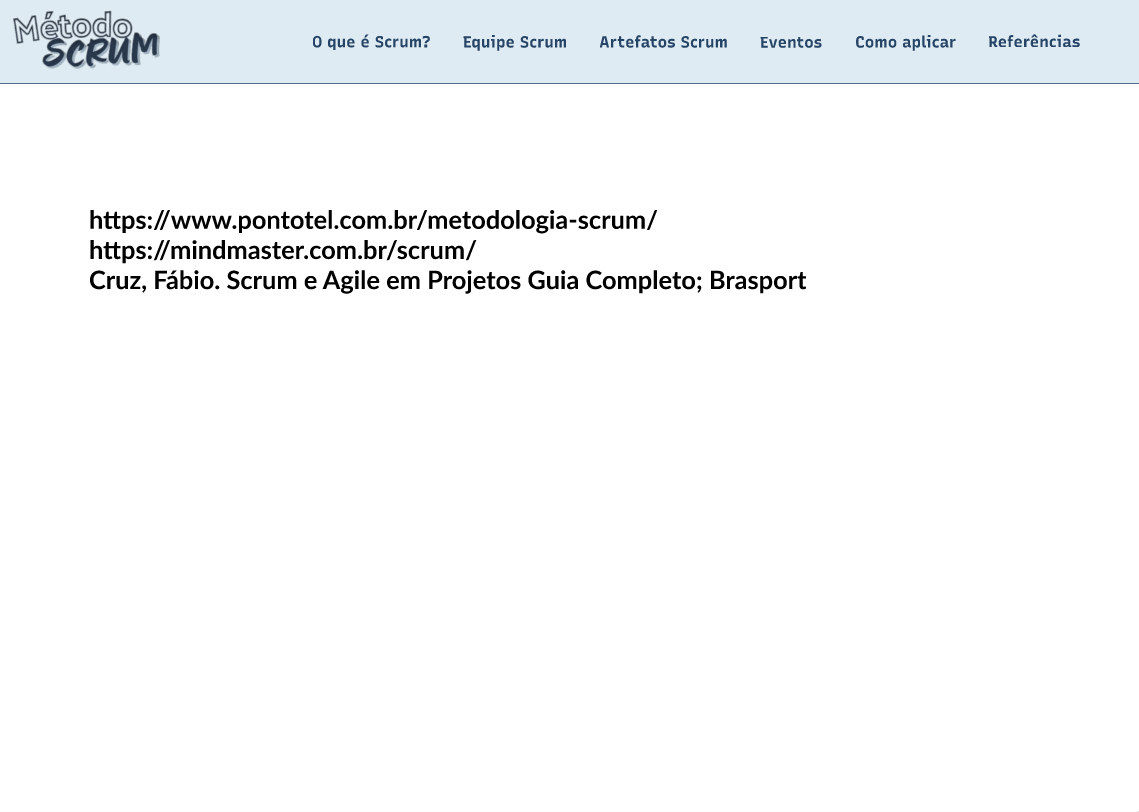 Método
SCRUM
O que é Scrum?
Equipe Scrum
Artefatos Scrum
Eventos
Como aplicar
Referências
https://www.pontotel.com.br/metodologia-scrum/
https://mindmaster.com.br/scrum/
Cruz, Fábio. Scrum e Agile em Projetos Guia Completo; Brasport